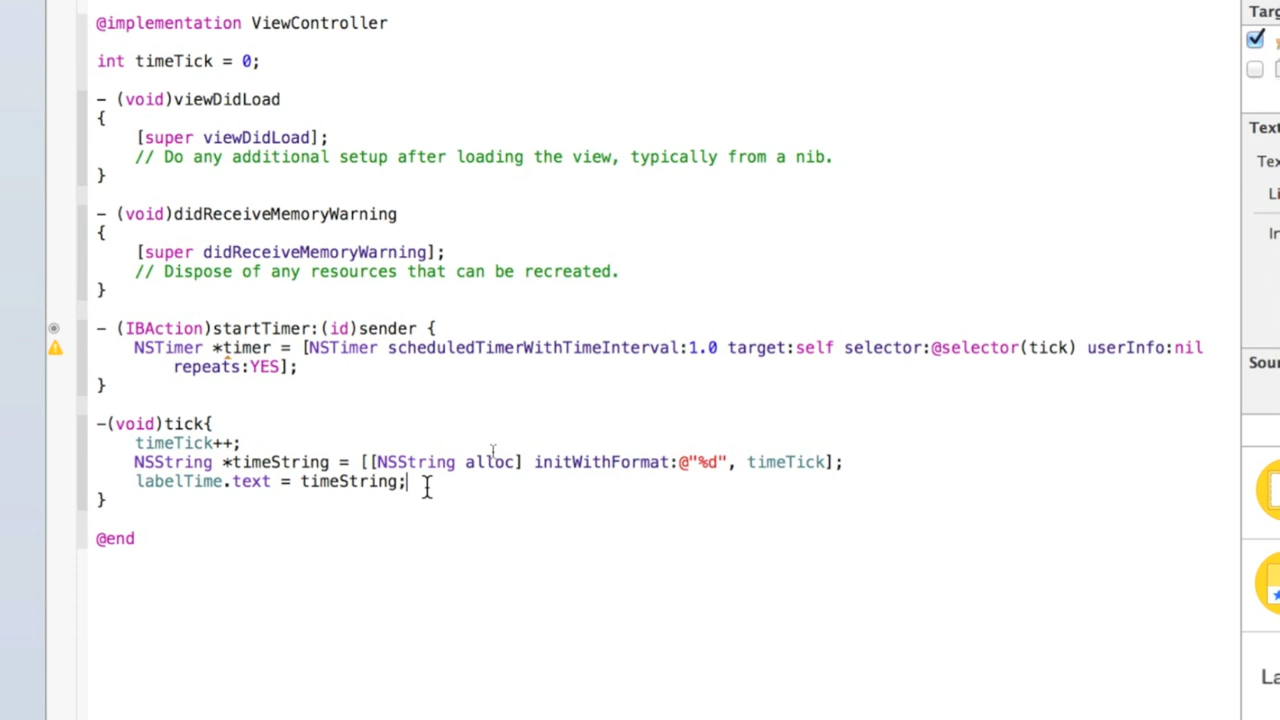 @implementation ViewController
int timeTick = 0;
- (void)viewDidLoad
{
[super viewDidLoad];
// Do any additional setup after loading the view, typically from a nib.
}
- (void)didReceiveMemoryWarning
{
[super didReceiveMemoryWarning];
// Dispose of any resources that can be recreated.
}
- (IBAction)startTimer:(id)sender {
NSTimer *timer = [NSTimer scheduledTimerWithTimeInterval:1.0 target:self selector:@selector(tick) userInfo:nil
repeats:YES];
}
-(void)tick{
timeTick++;
NSString *timeString = [[NSString alloc] initWithFormat:@"%d", timeTick];
labelTime.text = timeString;
}
@end
Text